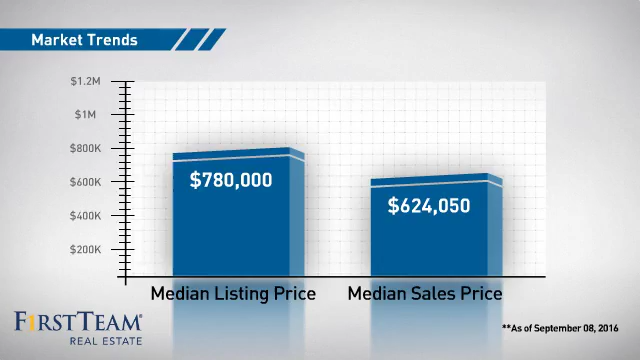 Market Trends
$1.2M
$1M
$800K
$600K
$400K
$200K
$780,000
$624,050
Median Listing Price
Median Sales Price
FIRSTTEAM®
REAL ESTATE
**As of September 08, 2016